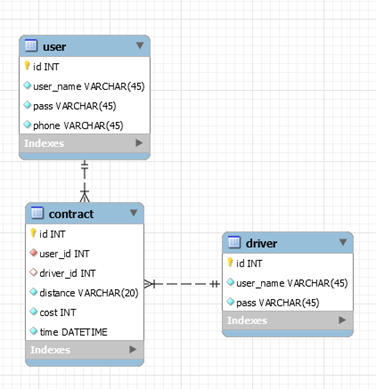 user
id INT
user_name VARCHAR(45)
pass VARCHAR(45)
phone VARCHAR(45)
Indexes
contract
id INT
user_id INT
driver_id INT
distance VARCHAR(20)
cost INT
time DATETIME
Indexes
driver
id INT
user_name VARCHAR(45)
pass VARCHAR(45)
Indexes